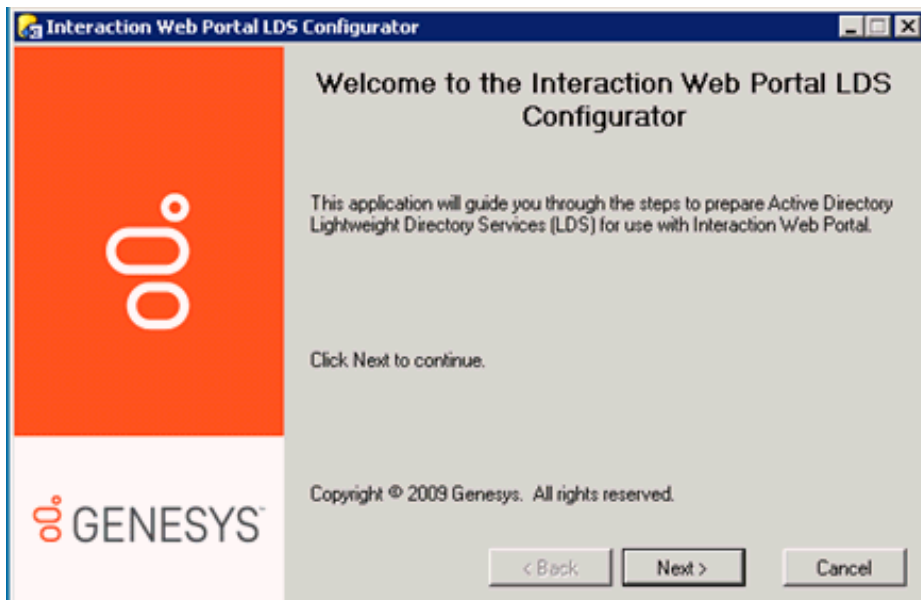 Interaction Web Portal LDS Configurator
Welcome to the Interaction Web Portal LDS
Configurator
This application will guide you through the steps to prepare Active Directory
Lightweight Directory Services (LDS) for use with Interaction Web Portal.
Click Next to continue.
Copyright © 2009 Genesys. All rights reserved.
GENESYS™
< Back Next > Cancel